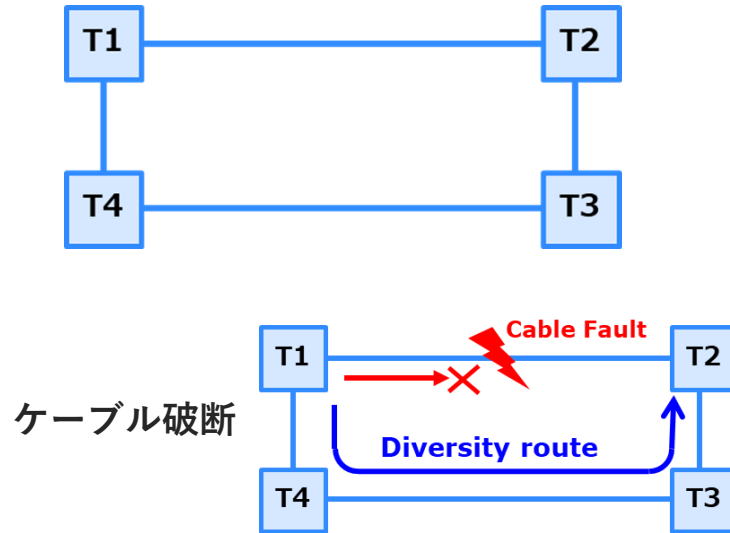 T1
T2
T4
T3
Cable Fault
T1
T2
ケーブル破断
Diversity route
T4
T3